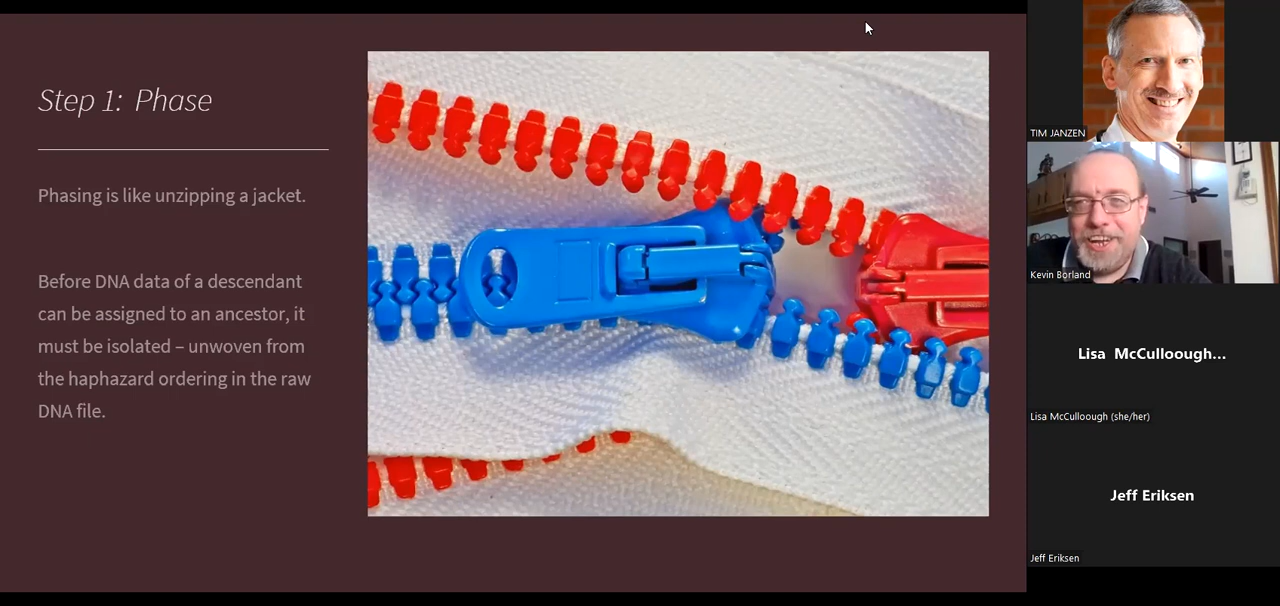 Step 1: Phase
Phasing is like unzipping a jacket.
Before DNA data of a descendant
can be assigned to an ancestor, it
must be isolated – unwoven from
the haphazard ordering in the raw
DNA file.
TIM JANZEN
Kevin Borland
Lisa McCulloough...
Lisa McCulloough (she/her)
Jeff Eriksen
Jeff Eriksen